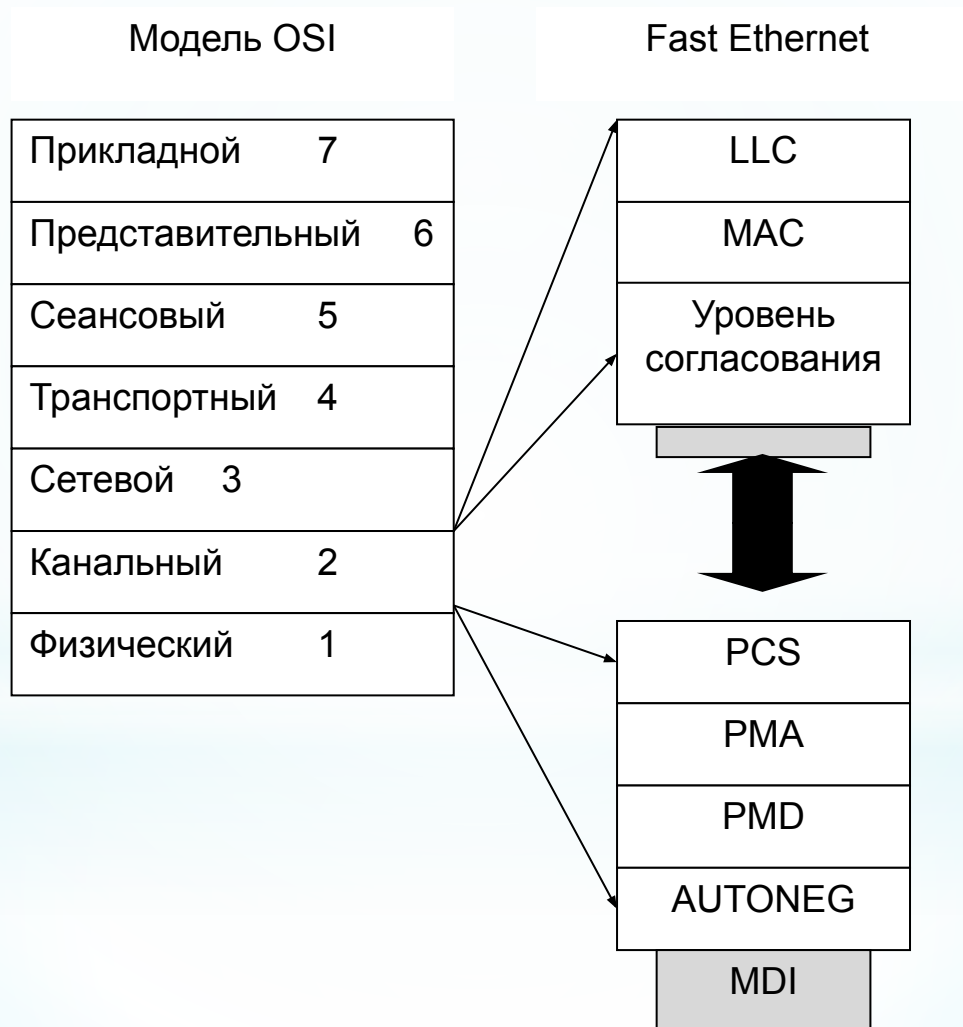 Модель OSI
Fast Ethernet
Прикладной 7
Представительный 6
Сеансовый 5
Транспортный 4
Сетевой 3
Канальный 2
Физический 1
LLC
MAC
Уровень
согласования
PCS
PMA
PMD
AUTONEG
MDI